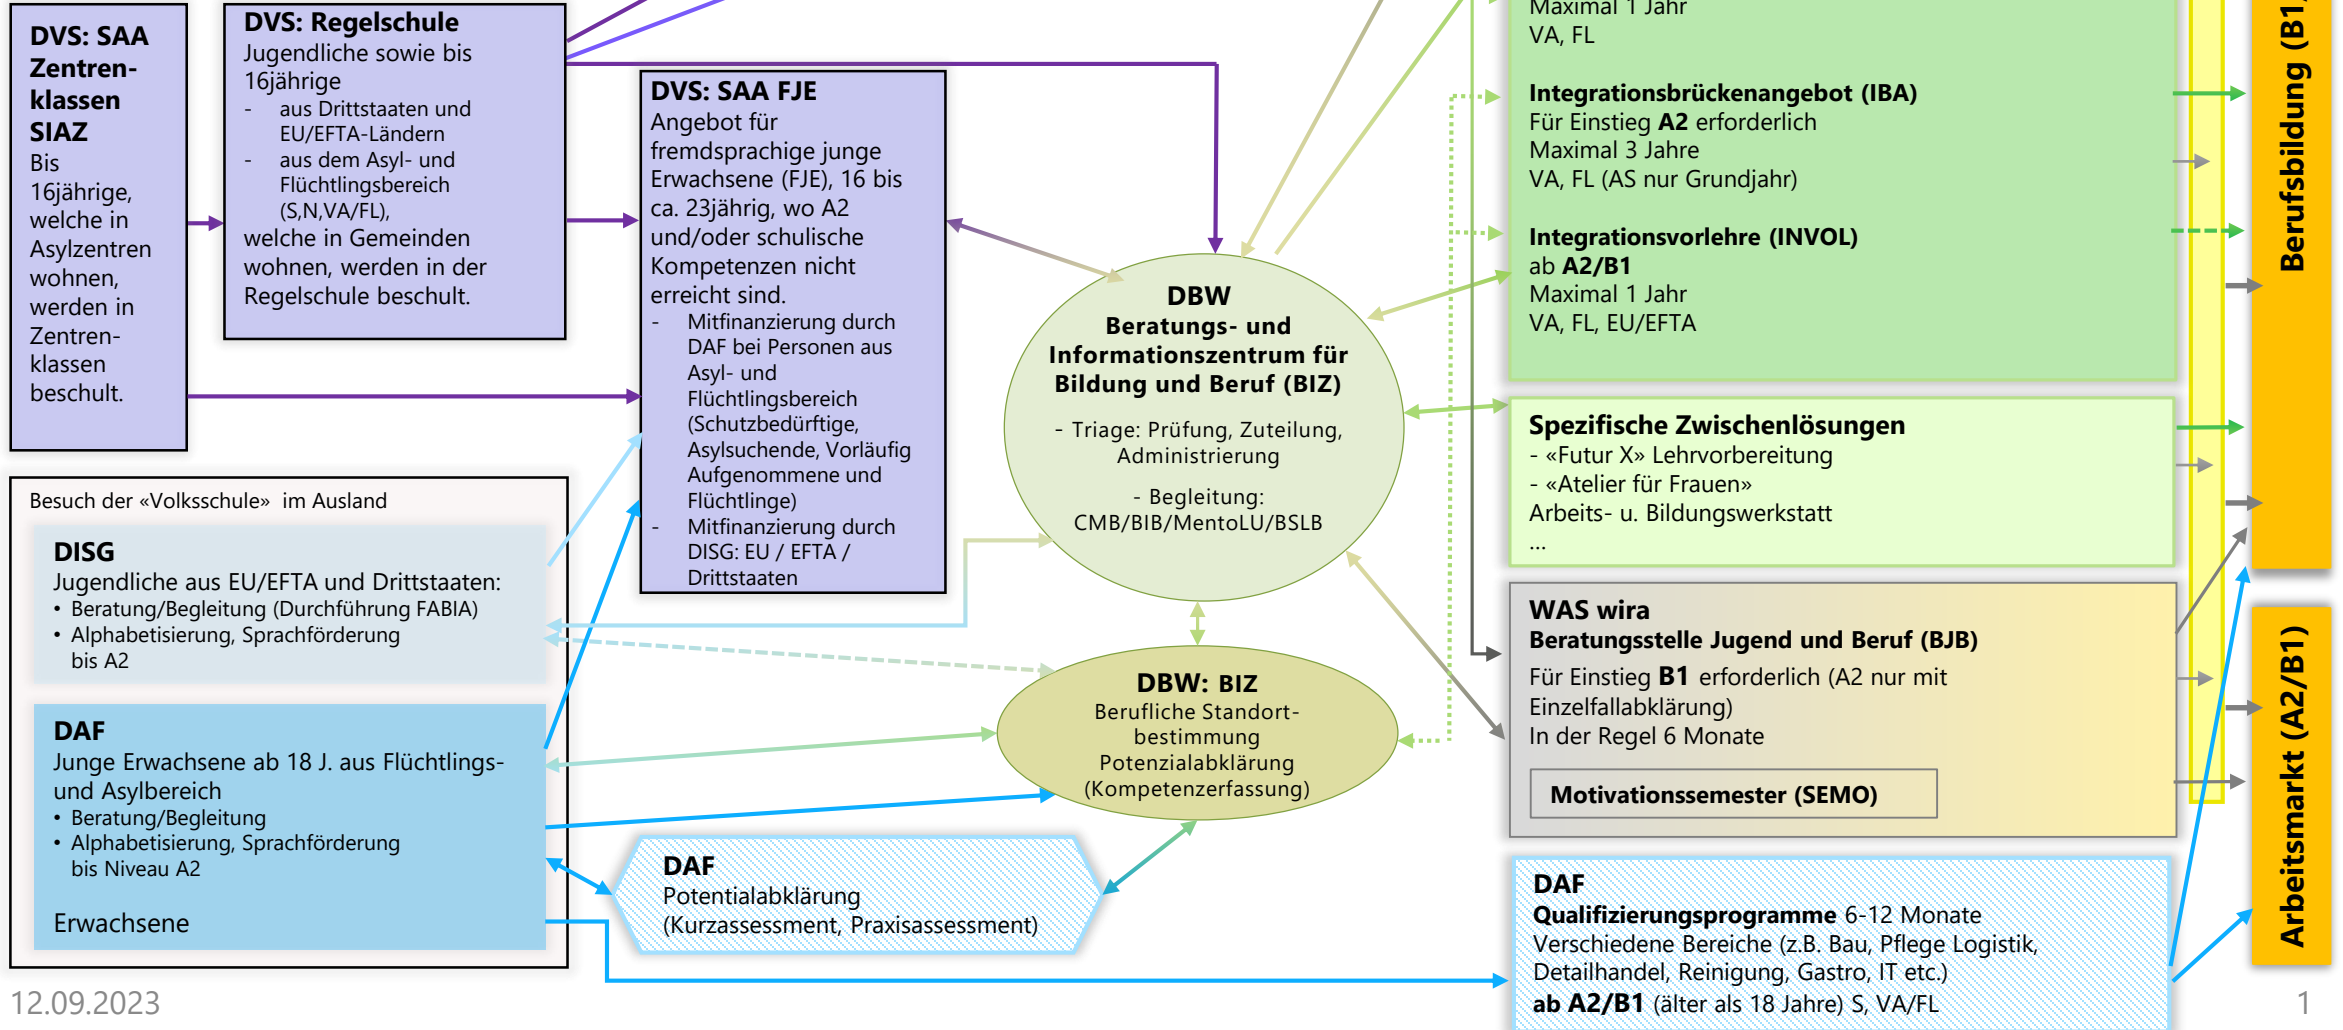 DVS: SAA
Zentren-
klassen
SIAZ
Bis
16jährige,
welche in
Asylzentren
wohnen,
werden in
Zentren-
klassen
beschult.
DVS: Regelschule
Jugendliche sowie bis
16jährige
- aus Drittstaaten und
EU/EFTA-Ländern
- aus dem Asyl- und
Flüchtlingsbereich
(S,N,VA/FL),
welche in Gemeinden
wohnen, werden in der
Regelschule beschult.
DVS: SAA FJE
Angebot für
fremdsprachige junge
Erwachsene (FJE), 16 bis
ca. 23jährig, wo A2
und/oder schulische
Kompetenzen nicht
erreicht sind.
- Mitfinanzierung durch
DAF bei Personen aus
Asyl- und
Flüchtlingsbereich
(Schutzbedürftige,
Asylsuchende, Vorläufig
Aufgenommene und
Flüchtlinge)
- Mitfinanzierung durch
DISG: EU / EFTA /
Drittstaaten
Besuch der «Volksschule» im Ausland
DISG
Jugendliche aus EU/EFTA und Drittstaaten:
• Beratung/Begleitung (Durchführung FABIA)
• Alphabetisierung, Sprachförderung
bis A2
DAF
Junge Erwachsene ab 18 J. aus Flüchtlings-
und Asylbereich
• Beratung/Begleitung
• Alphabetisierung, Sprachförderung
bis Niveau A2
Erwachsene
DBW
Beratungs- und
Informationszentrum für
Bildung und Beruf (BIZ)
- Triage: Prüfung, Zuteilung,
Administrierung
- Begleitung:
CMB/BIB/MentoLU/BSLB
DBW: BIZ
Berufliche Standort-
bestimmung
Potenzialabklärung
(Kompetenzerfassung)
DAF
Potentialabklärung
(Kurzassessment, Praxisassessment)
Maximal 1 Jahr
VA, FL
Integrationsbrückenangebot (IBA)
Für Einstieg A2 erforderlich
Maximal 3 Jahre
VA, FL (AS nur Grundjahr)
Integrationsvorlehre (INVOL)
ab A2/B1
Maximal 1 Jahr
VA, FL, EU/EFTA
Spezifische Zwischenlösungen
- «Futur X» Lehrvorbereitung
- «Atelier für Frauen»
Arbeits- u. Bildungswerkstatt
...
WAS wira
Beratungsstelle Jugend und Beruf (BJB)
Für Einstieg B1 erforderlich (A2 nur mit
Einzelfallabklärung)
In der Regel 6 Monate
Motivationssemester (SEMO)
DAF
Qualifizierungsprogramme 6-12 Monate
Verschiedene Bereiche (z.B. Bau, Pflege Logistik,
Detailhandel, Reinigung, Gastro, IT etc.)
ab A2/B1 (älter als 18 Jahre) S, VA/FL
Berufsbildung (B1
Arbeitsmarkt (A2/B1)
12.09.2023
1